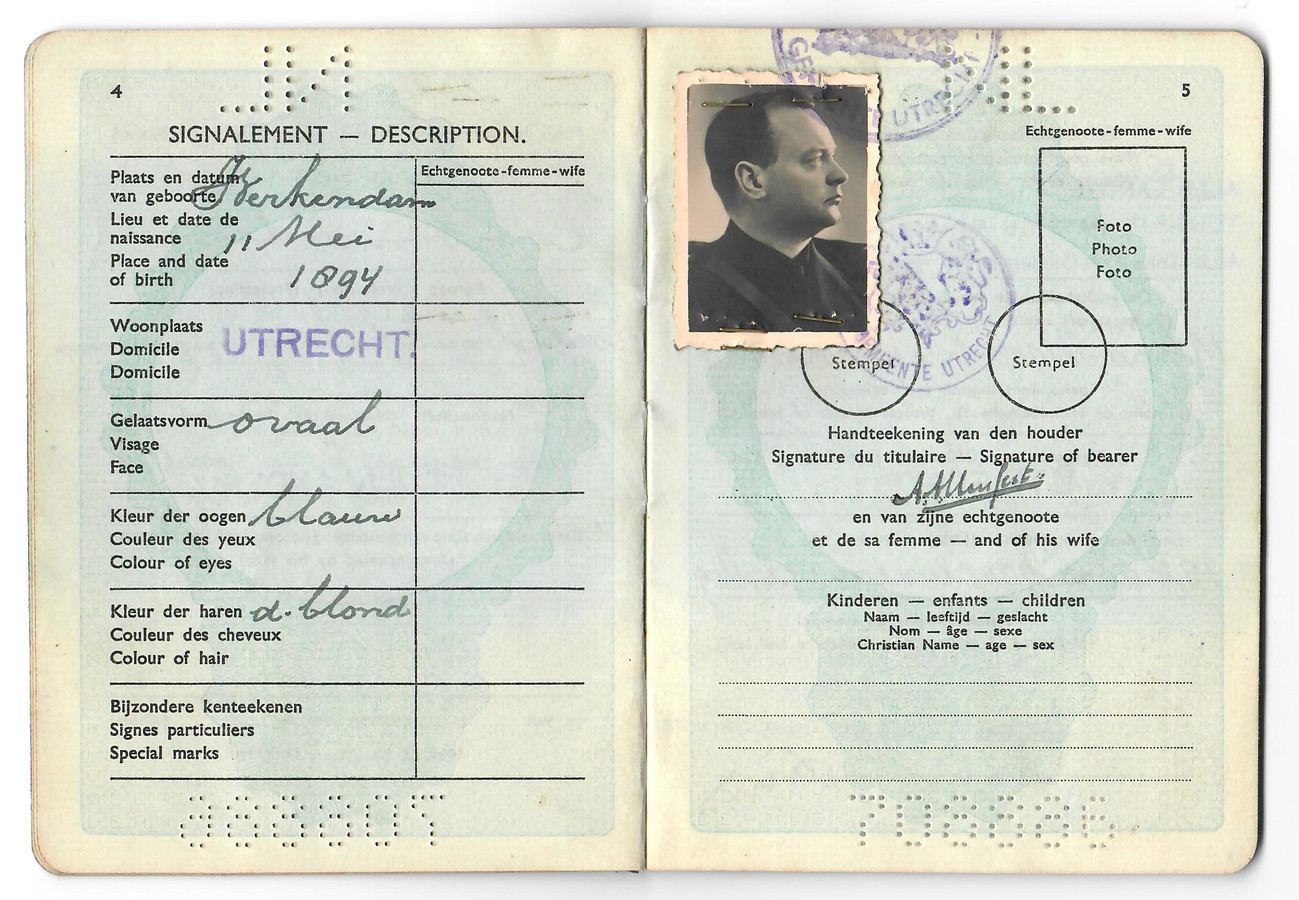 4
SIGNALEMENT — DESCRIPTION.
Echtgenoote-femme-wife
Plaats en datum
van geboorte Werkendam
Lieu et date de
naissance 11 Mei
Place and date
of birth 1894
Woonplaats
Domicile UTRECHT.
Domicile
Gelaatsvorm ovaal
Visage
Face
Kleur der oogen blauw
Couleur des yeux
Colour of eyes
Kleur der haren d. blond
Couleur des cheveux
Colour of hair
Bijzondere kenteekenen
Signes particuliers
Special marks
5
Echtgenoote-femme-wife
Foto
Photo
Foto
GEMEENTE UTRECHT
Stempel
Stempel
Handteekening van den houder
Signature du titulaire — Signature of bearer
en van zijne echtgenoote
et de sa femme — and of his wife
Kinderen — enfants — children
Naam — leeftijd — geslacht
Nom — âge — sexe
Christian Name — age — sex